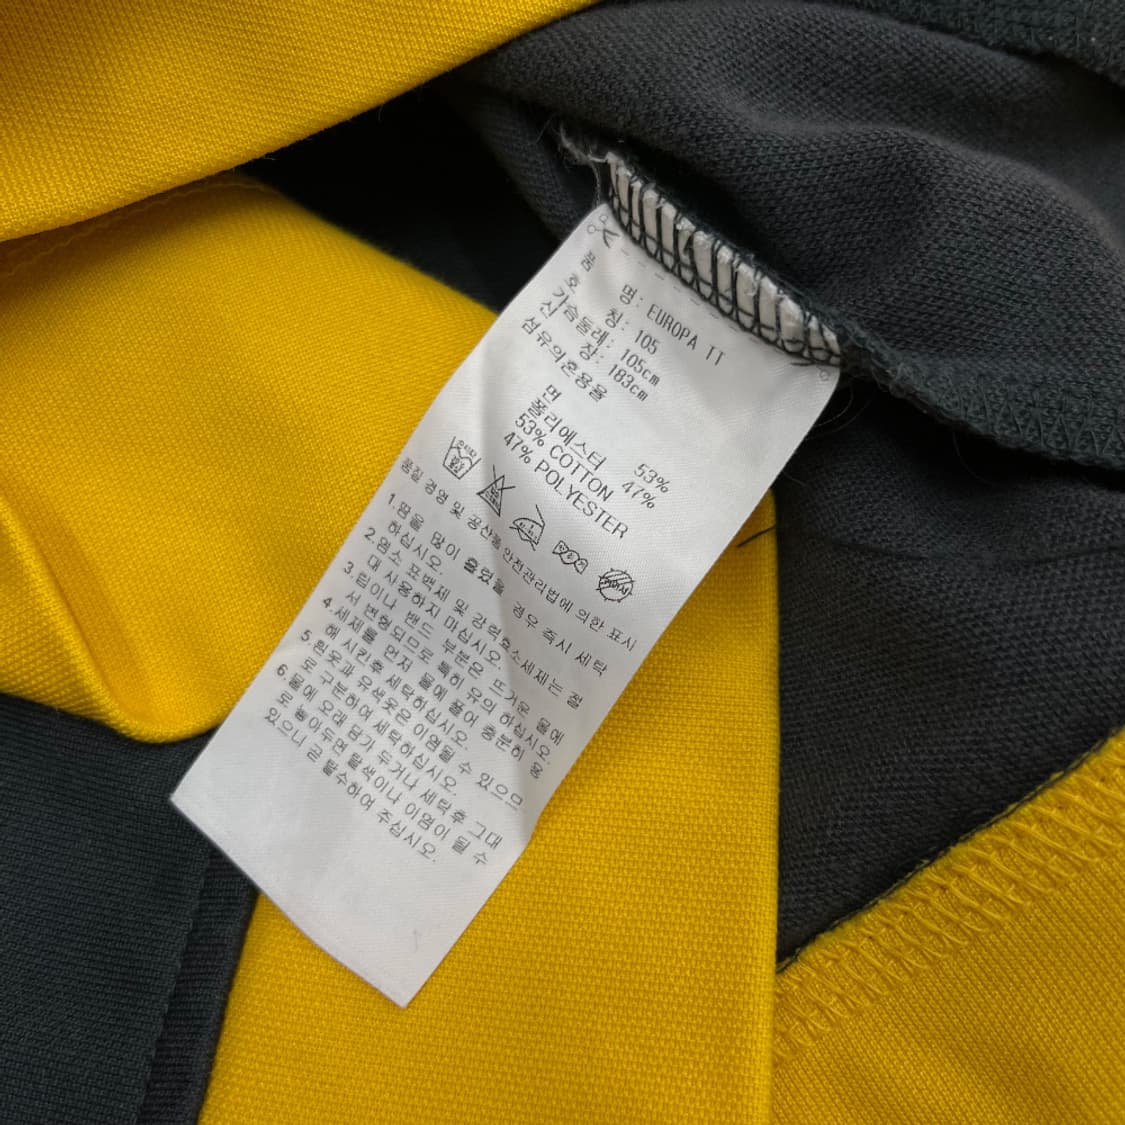 품 명: EUROPA TT
호 칭: 105
가슴둘레: 105cm
신 장: 183cm
섬유의혼용율
면 53%
폴리에스터 47%
53% COTTON
47% POLYESTER
품질 경영 및 공산품 안전관리법에 의한 표시
1.땀을 많이 흘렸을 경우 즉시 세탁
하십시오.
2.염소 표백제 및 강력효소세제는 절
대 사용하지 마십시오.
3.립이나 밴드 부분은 뜨거운 물에
서 변형되므로 특히 유의 하십시오.
4.세제를 먼저 물에 풀어 충분히 용
해 시킨후 세탁하십시오.
5.흰옷과 유색옷은 이염될 수 있으므
로 구분하여 세탁하십시오.
6.물에 오래 담가 두거나 세탁후 그대
로 놓아두면 탈색이나 이염이 될 수
있으니 곧 탈수하여 주십시오.